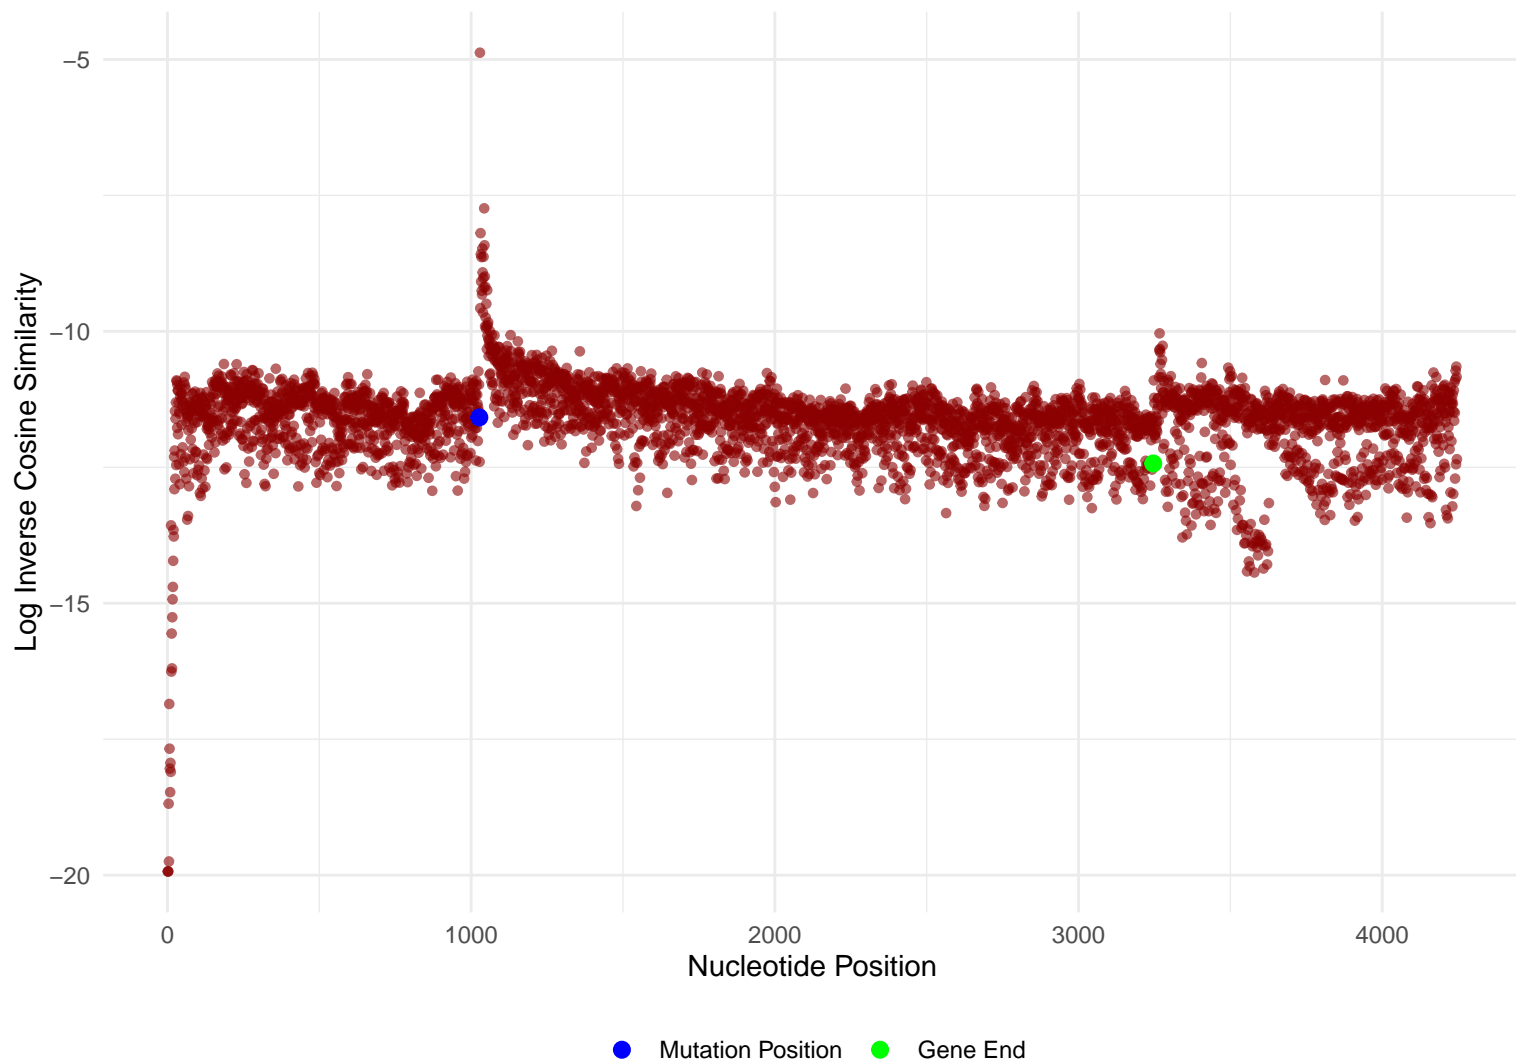 Log Inverse Cosine Similarity
−5
−10
−15
−20
0 1000 2000 3000 4000
Nucleotide Position
Mutation Position Gene End